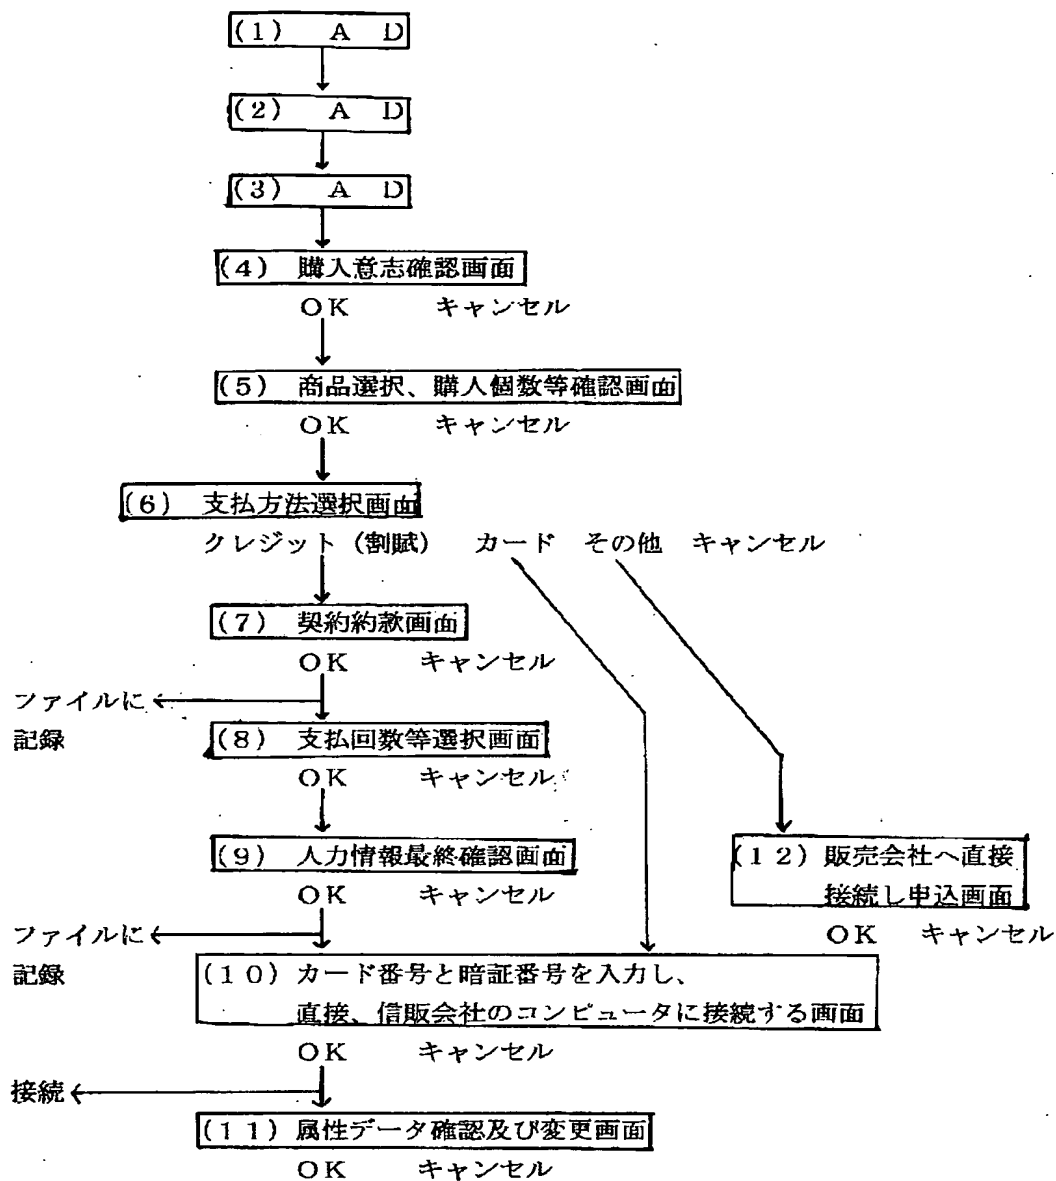 (1) A D
(2) A D
(3) A D
(4) 購入意志確認画面
OK キャンセル
(5) 商品選択、購入個数等確認画面
OK キャンセル
(6) 支払方法選択画面
クレジット(割賦) カード その他 キャンセル
(7) 契約約款画面
OK キャンセル
ファイルに
記録
(8) 支払回数等選択画面
OK キャンセル
(9) 入力情報最終確認画面
OK キャンセル
(12) 販売会社へ直接
接続し申込画面
OK キャンセル
ファイルに
記録
(10) カード番号と暗証番号を入力し、
直接、信販会社のコンピュータに接続する画面
OK キャンセル
接続
(11) 属性データ確認及び変更画面
OK キャンセル